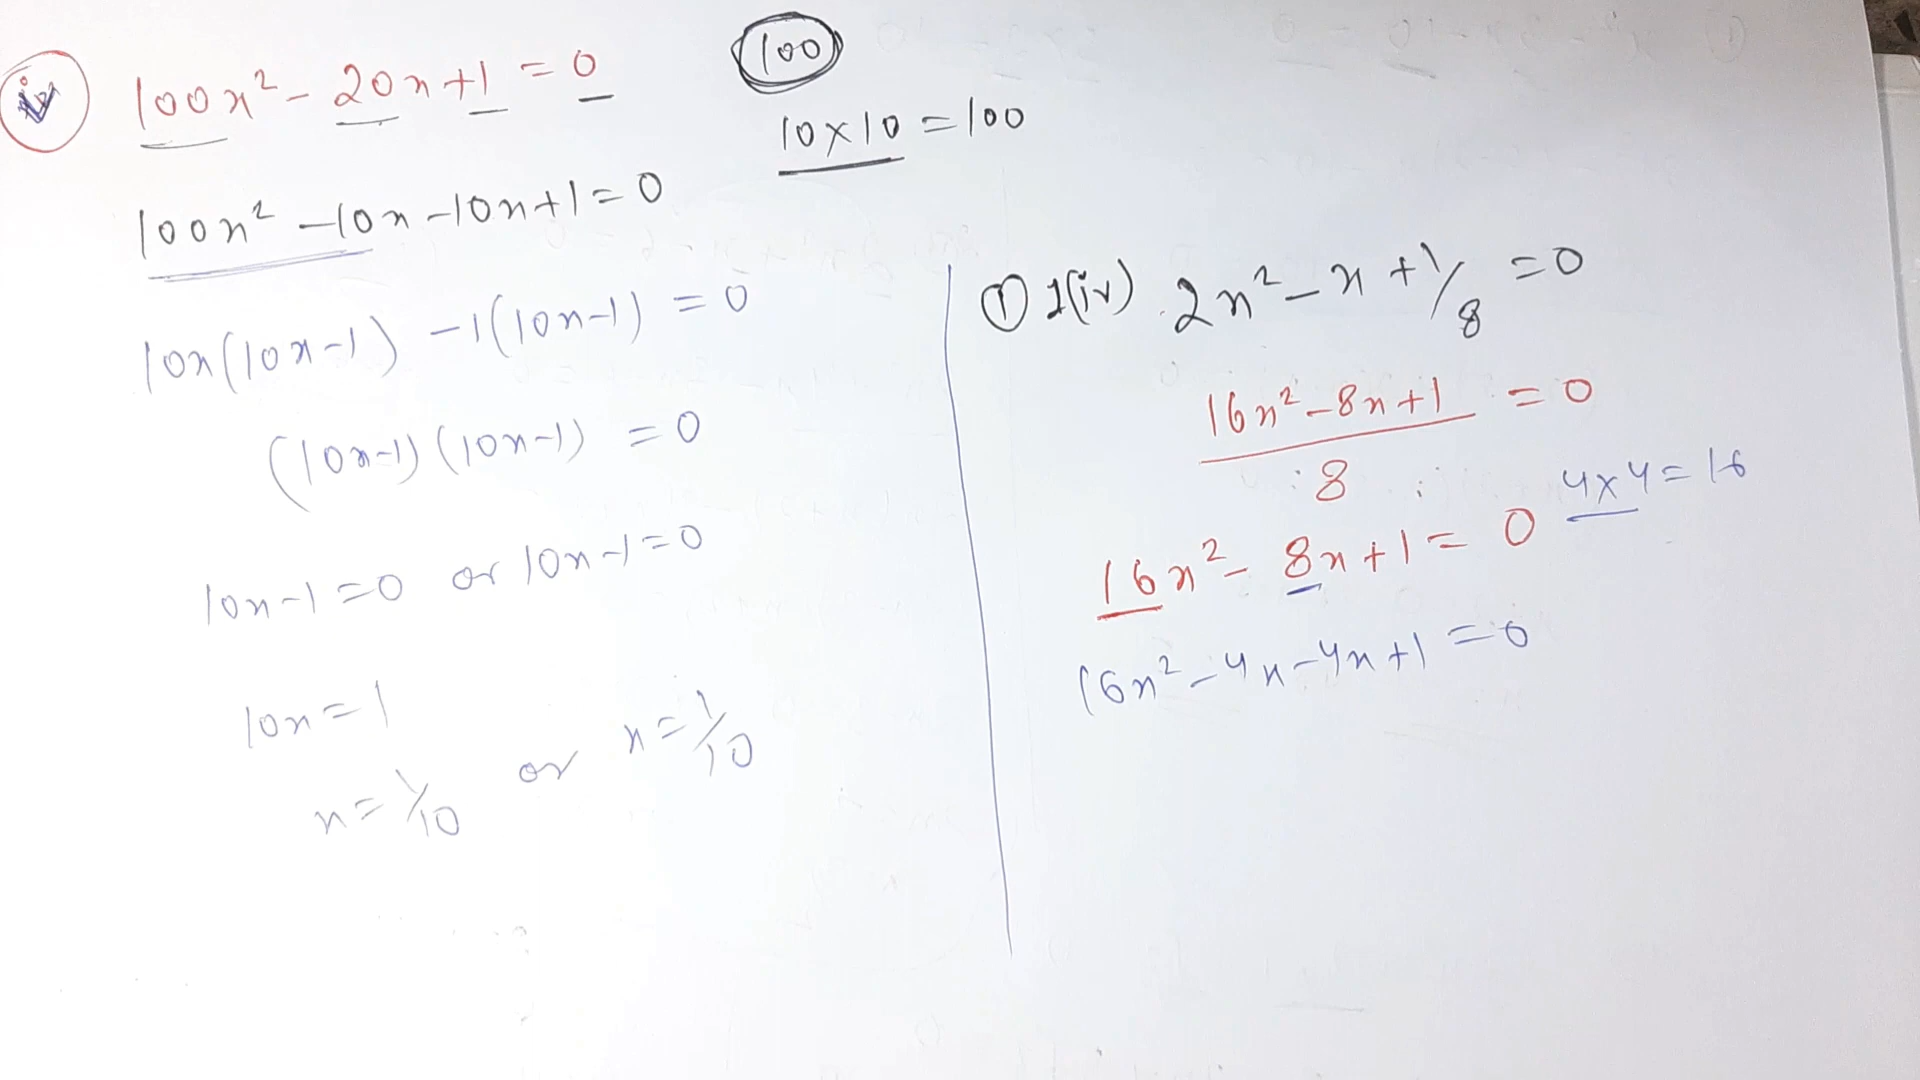 iv 100x² - 20x + 1 = 0
100
10 × 10 = 100
100x² - 10x - 10x + 1 = 0
10x(10x-1) - 1(10x-1) = 0
(10x-1)(10x-1) = 0
10x-1 = 0 or 10x-1 = 0
10x = 1
x = 1/10 or x = 1/10
① 1(iv) 2x² - x + 1/8 = 0
16x² - 8x + 1 = 0
8
4×4 = 16
16x² - 8x + 1 = 0
16x² - 4x - 4x + 1 = 0